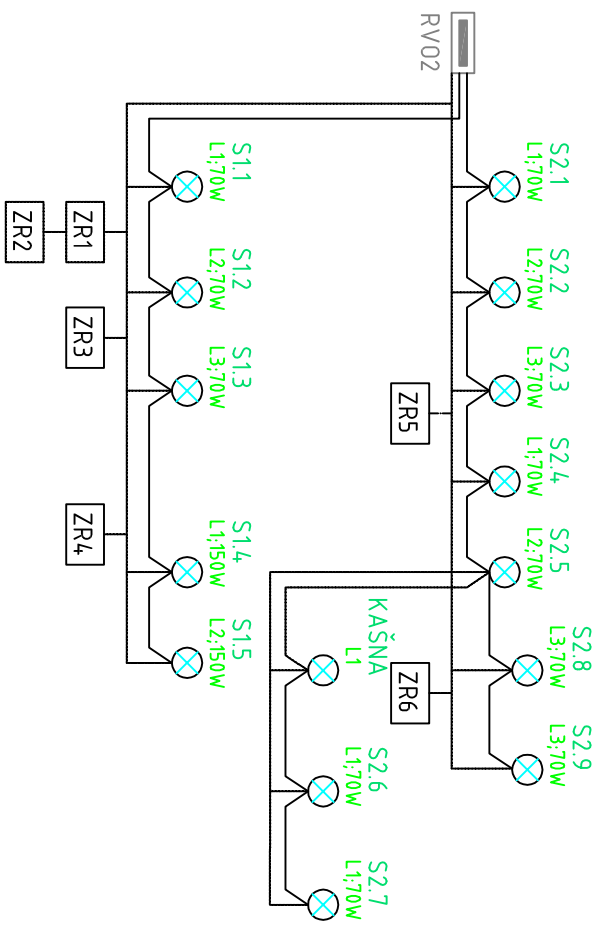 RVO2
S2.1
L1;70W
S2.2
L2;70W
S2.3
L3;70W
S2.4
L1;70W
S2.5
L2;70W
S2.8
L3;70W
S2.9
L3;70W
ZR5
ZR6
KAŠNA
L1
S2.6
L1;70W
S2.7
L1;70W
S1.1
L1;70W
S1.2
L2;70W
S1.3
L3;70W
S1.4
L1;150W
S1.5
L2;150W
ZR1
ZR2
ZR3
ZR4